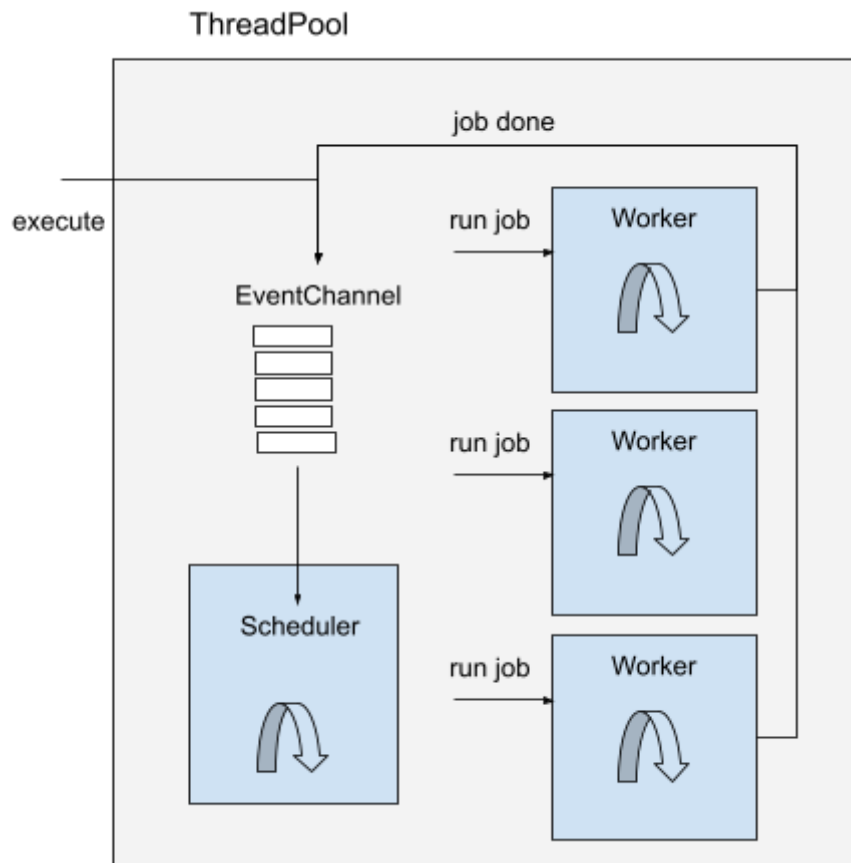 ThreadPool
job done
execute
run job
Worker
EventChannel
run job
Worker
Scheduler
run job
Worker